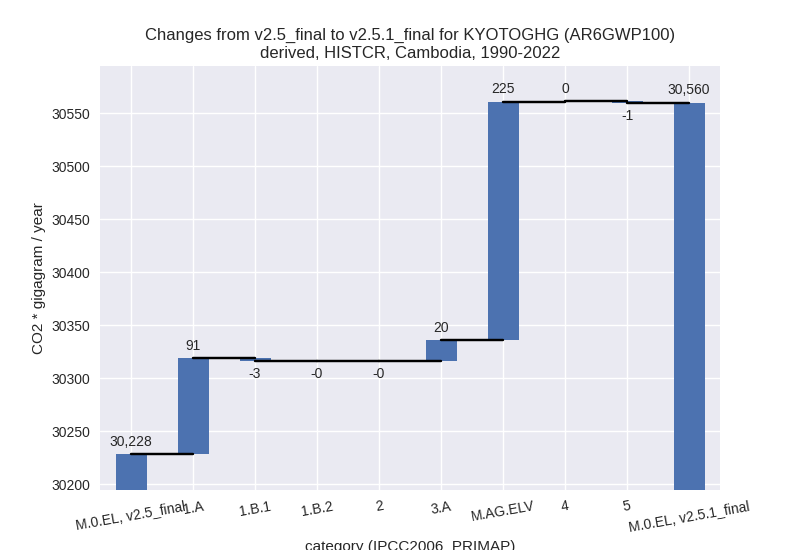 Changes from v2.5_final to v2.5.1_final for KYOTOGHG (AR6GWP100)
derived, HISTCR, Cambodia, 1990-2022
CO2 * gigagram / year
30550
30500
30450
30400
30350
30300
30250
30200
30,228
91
-3
-0
-0
20
225
0
-1
30,560
M.0.EL, v2.5_final
1.A
1.B.1
1.B.2
2
3.A
M.AG.ELV
4
5
M.0.EL, v2.5.1_final
category (IPCC2006_PRIMAP)